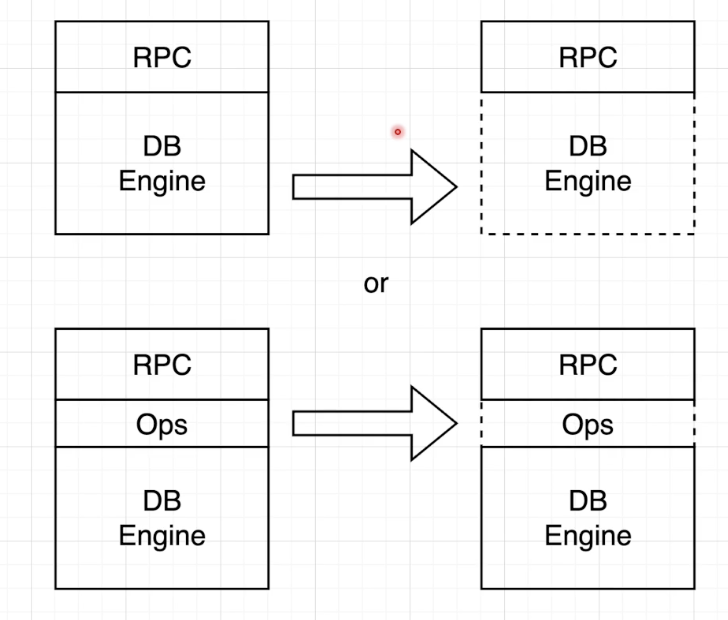 RPC
DB
Engine
RPC
DB
Engine
or
RPC
Ops
DB
Engine
RPC
Ops
DB
Engine